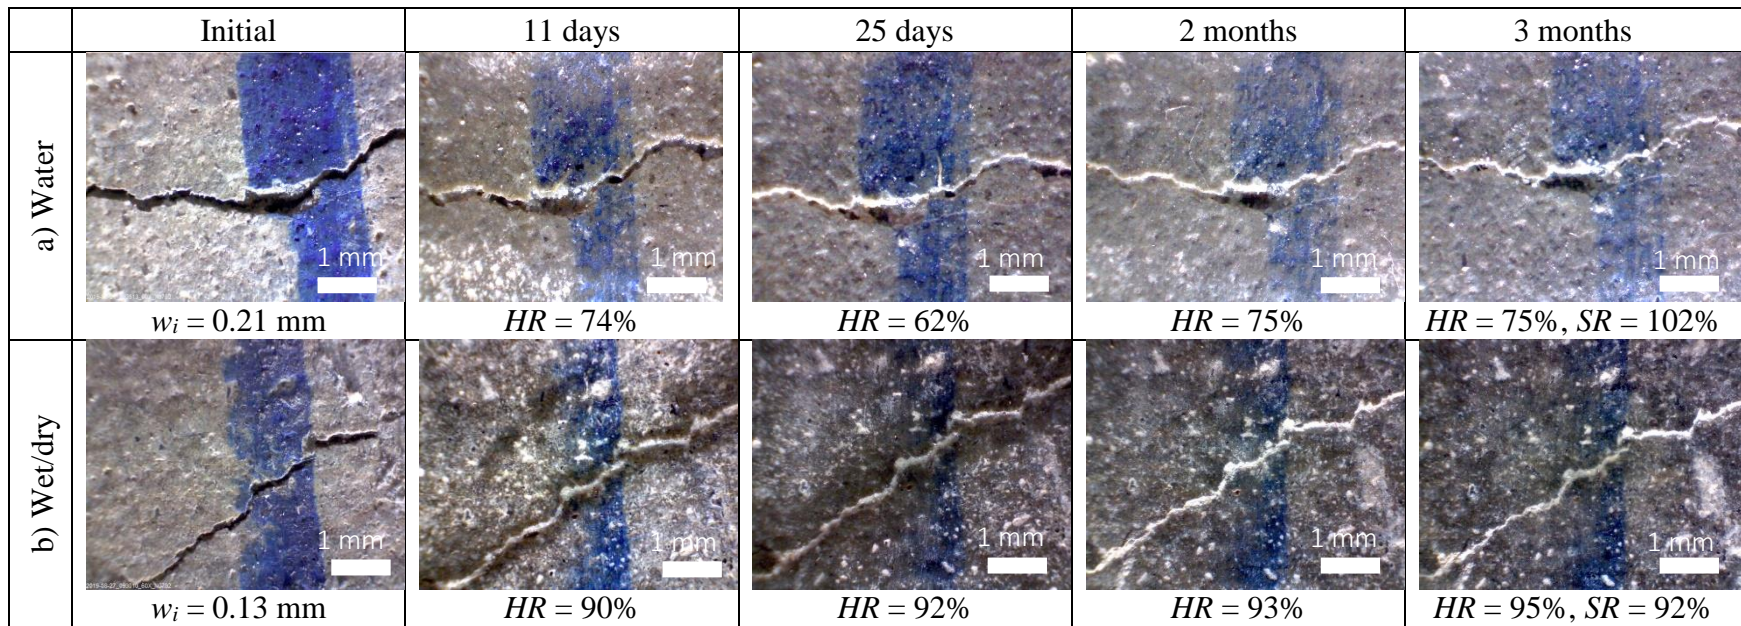 Initial
11 days
25 days
2 months
3 months
a) Water
1 mm
1 mm
1 mm
1 mm
1 mm
w_i = 0.21 mm
HR = 74%
HR = 62%
HR = 75%
HR = 75%, SR = 102%
b) Wet/dry
1 mm
1 mm
1 mm
1 mm
1 mm
w_i = 0.13 mm
HR = 90%
HR = 92%
HR = 93%
HR = 95%, SR = 92%